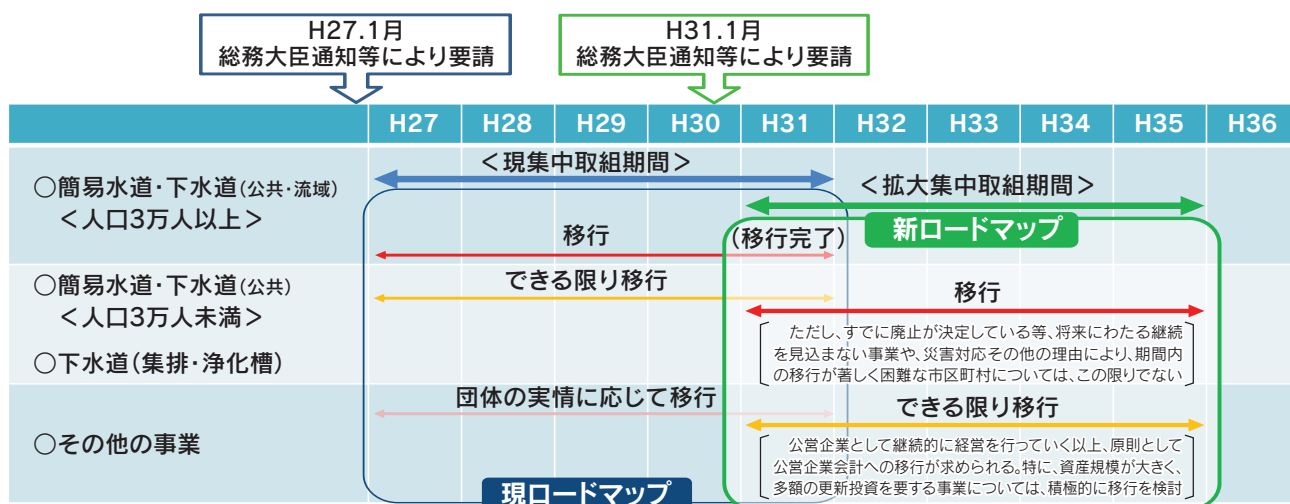 H27.1月
総務大臣通知等により要請
H31.1月
総務大臣通知等により要請
H27 H28 H29 H30 H31 H32 H33 H34 H35 H36
○簡易水道･下水道(公共･流域)
＜人口3万人以上＞
＜現集中取組期間＞
＜拡大集中取組期間＞
新ロードマップ
移行
(移行完了)
○簡易水道･下水道(公共)
＜人口3万人未満＞
○下水道(集排･浄化槽)
できる限り移行
移行
ただし、すでに廃止が決定している等、将来にわたる継続
を見込まない事業や、災害対応その他の理由により、期間内
の移行が著しく困難な市区町村については、この限りでない
○その他の事業
団体の実情に応じて移行
できる限り移行
公営企業として継続的に経営を行っていく以上、原則として
公営企業会計への移行が求められる。特に、資産規模が大きく、
多額の更新投資を要する事業については、積極的に移行を検討
現ロードマップ